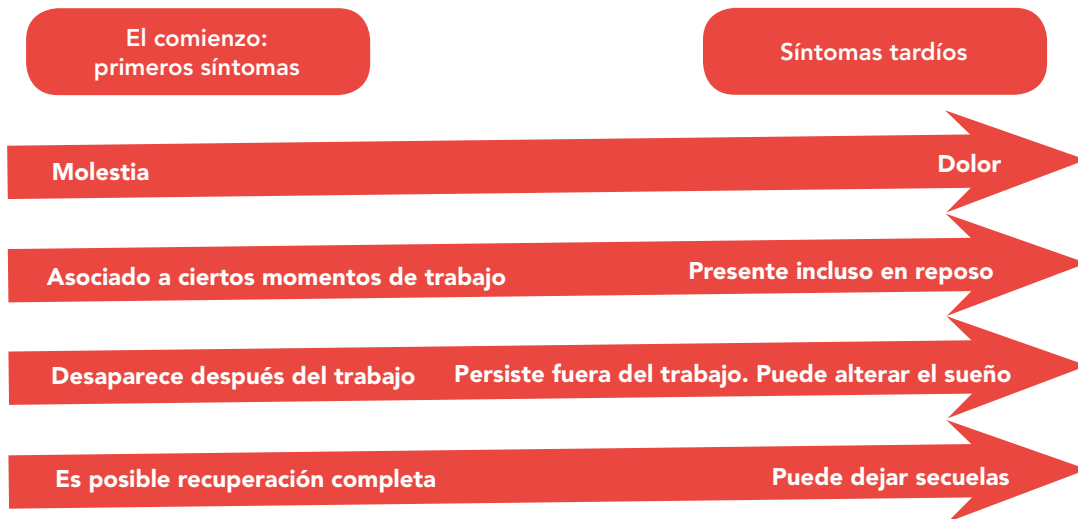 El comienzo:
primeros síntomas
Síntomas tardíos
Molestia
Dolor
Asociado a ciertos momentos de trabajo
Presente incluso en reposo
Desaparece después del trabajo
Persiste fuera del trabajo. Puede alterar el sueño
Es posible recuperación completa
Puede dejar secuelas